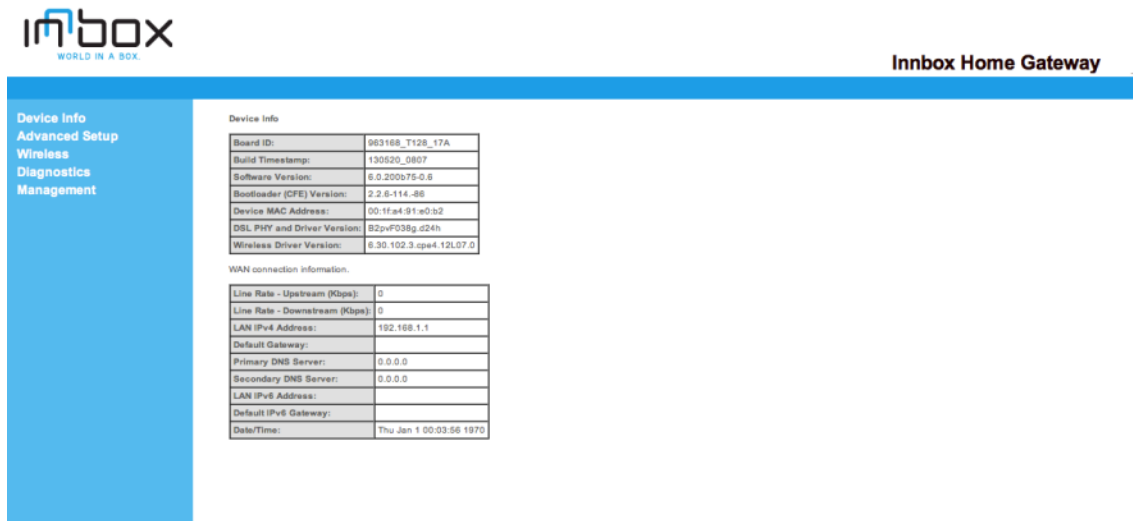 innbox
WORLD IN A BOX.
Innbox Home Gateway
Device Info
Advanced Setup
Wireless
Diagnostics
Management
Device Info
Board ID: 963168_T128_17A
Build Timestamp: 130520_0807
Software Version: 6.0.200b75-0.6
Bootloader (CFE) Version: 2.2.6-114.-86
Device MAC Address: 00:1f:a4:91:e0:b2
DSL PHY and Driver Version: B2pvF038g.d24h
Wireless Driver Version: 6.30.102.3.cpe4.12L07.0
WAN connection information.
Line Rate - Upstream (Kbps): 0
Line Rate - Downstream (Kbps): 0
LAN IPv4 Address: 192.168.1.1
Default Gateway:
Primary DNS Server: 0.0.0.0
Secondary DNS Server: 0.0.0.0
LAN IPv6 Address:
Default IPv6 Gateway:
Date/Time: Thu Jan 1 00:03:56 1970